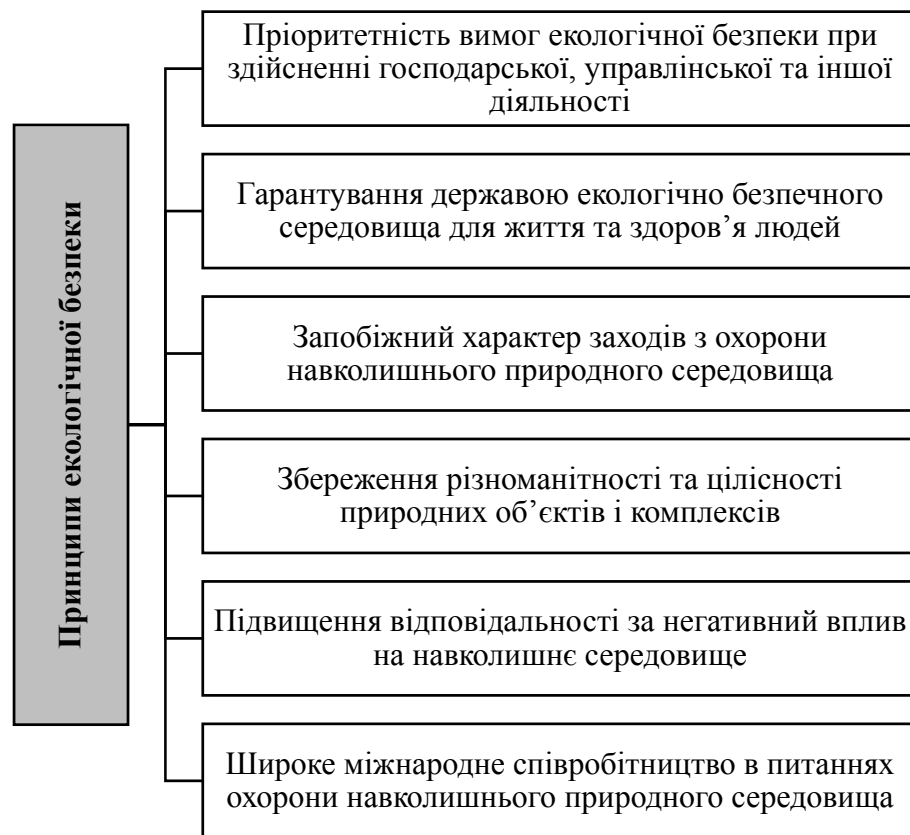 Принципи екологічної безпеки
Пріоритетність вимог екологічної безпеки при
здійсненні господарської, управлінської та іншої
діяльності
Гарантування державою екологічно безпечного
середовища для життя та здоров’я людей
Запобіжний характер заходів з охорони
навколишнього природного середовища
Збереження різноманітності та цілісності
природних об’єктів і комплексів
Підвищення відповідальності за негативний вплив
на навколишнє середовище
Широке міжнародне співробітництво в питаннях
охорони навколишнього природного середовища